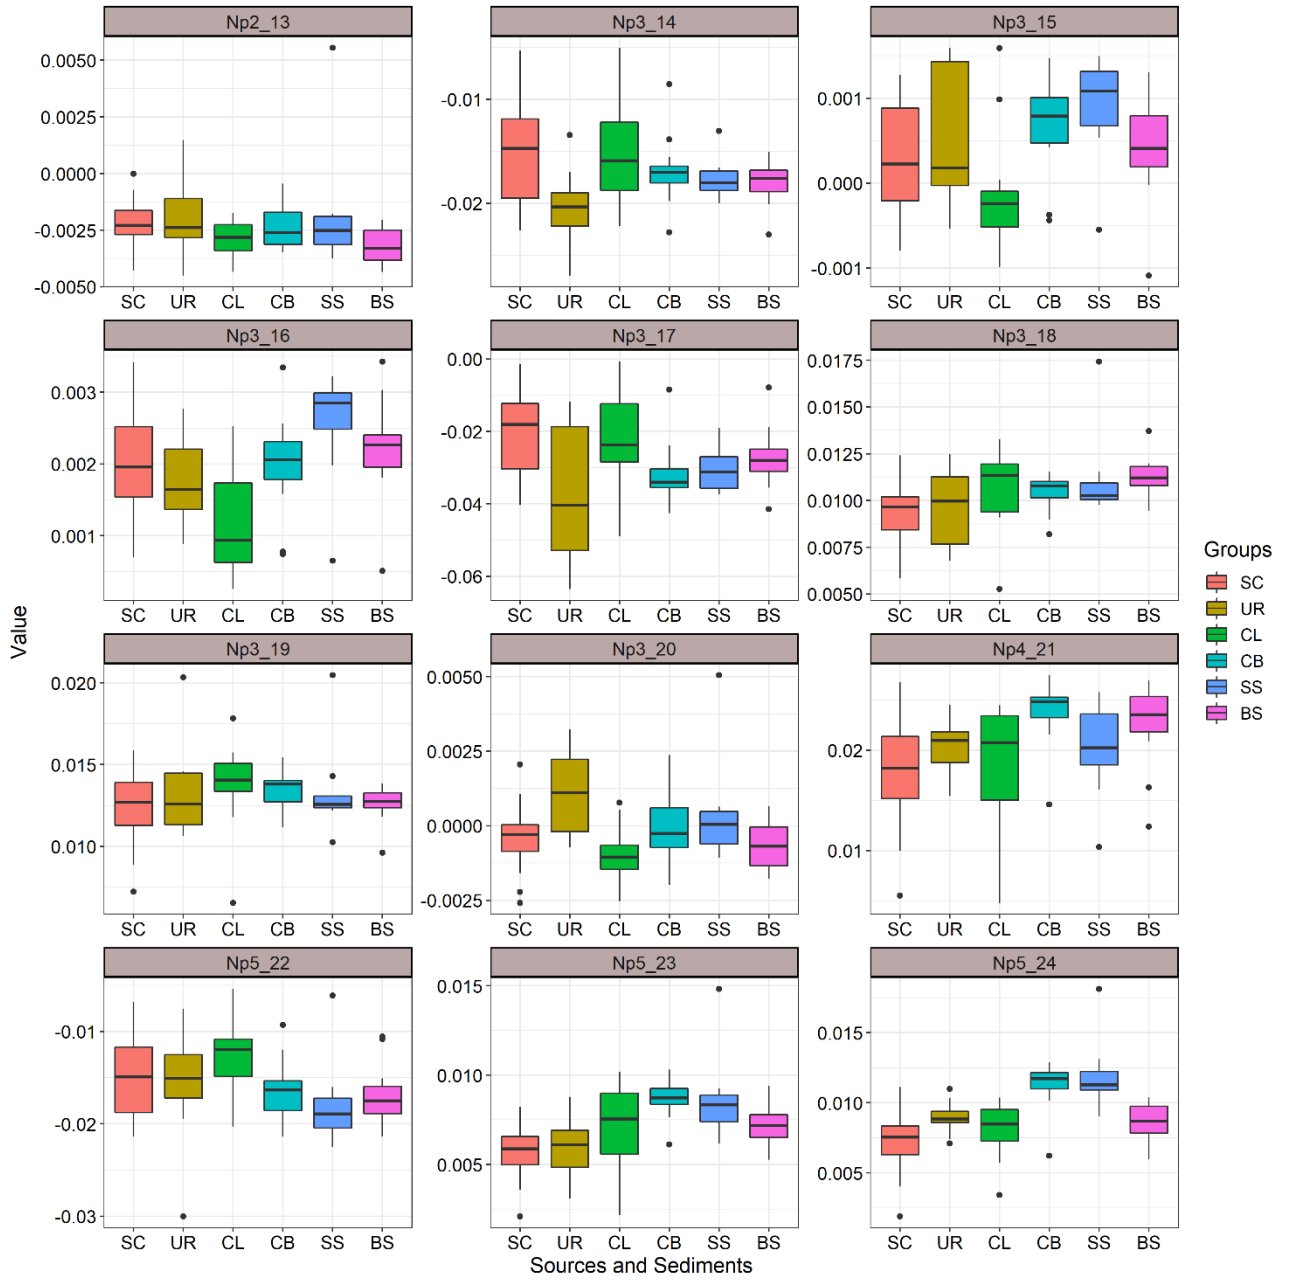 Np2_13 Np3_14 Np3_15
0.0050 0.0025 0.0000 -0.0025 -0.0050
-0.01 -0.02
0.001 0.000 -0.001
SC UR CL CB SS BS SC UR CL CB SS BS SC UR CL CB SS BS
Np3_16 Np3_17 Np3_18
0.003 0.002 0.001
0.00 -0.02 -0.04 -0.06
0.0175 0.0150 0.0125 0.0100 0.0075 0.0050
SC UR CL CB SS BS SC UR CL CB SS BS SC UR CL CB SS BS
Np3_19 Np3_20 Np4_21
0.020 0.015 0.010
0.0050 0.0025 0.0000 -0.0025
0.02 0.01
SC UR CL CB SS BS SC UR CL CB SS BS SC UR CL CB SS BS
Np5_22 Np5_23 Np5_24
-0.01 -0.02 -0.03
0.015 0.010 0.005
0.015 0.010 0.005
SC UR CL CB SS BS SC UR CL CB SS BS SC UR CL CB SS BS
Value
Sources and Sediments
Groups
SC
UR
CL
CB
SS
BS